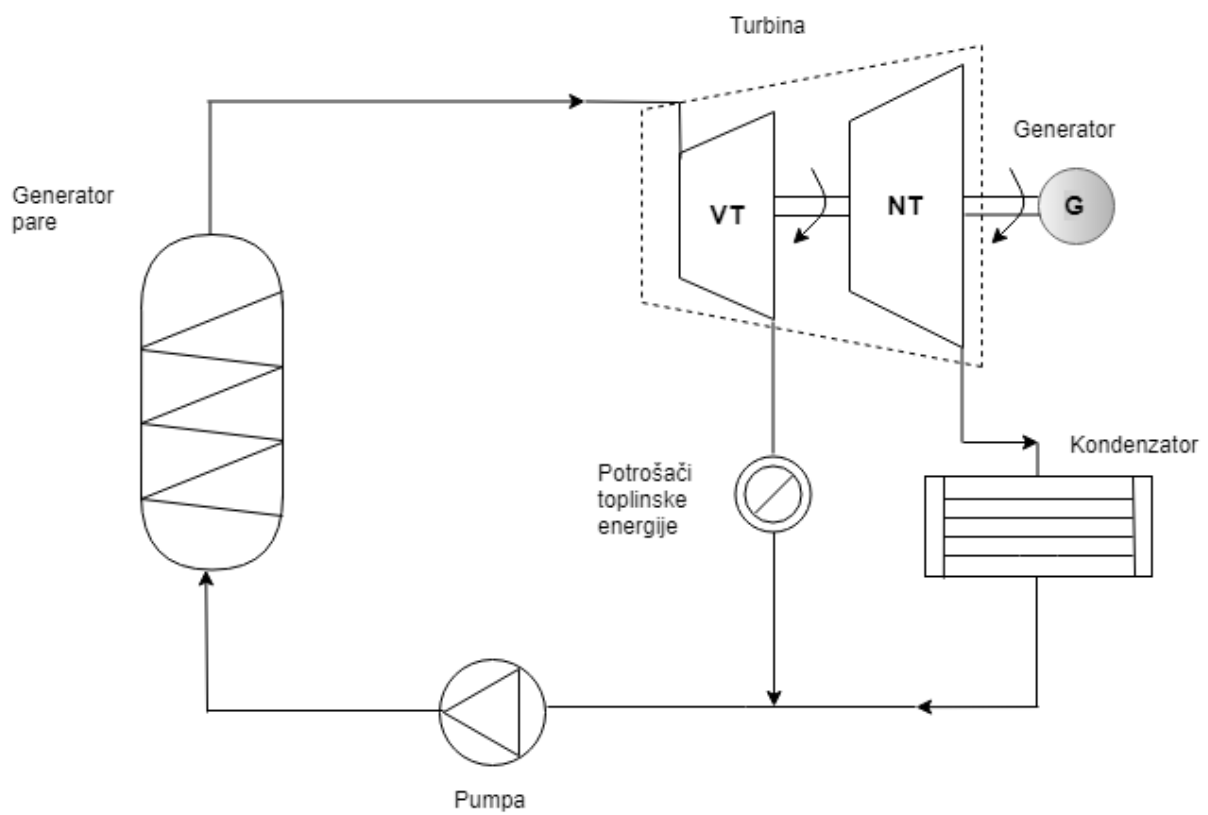 Turbina
Generator
Generator
pare
VT
NT
G
Kondenzator
Potrošači
toplinske
energije
Pumpa